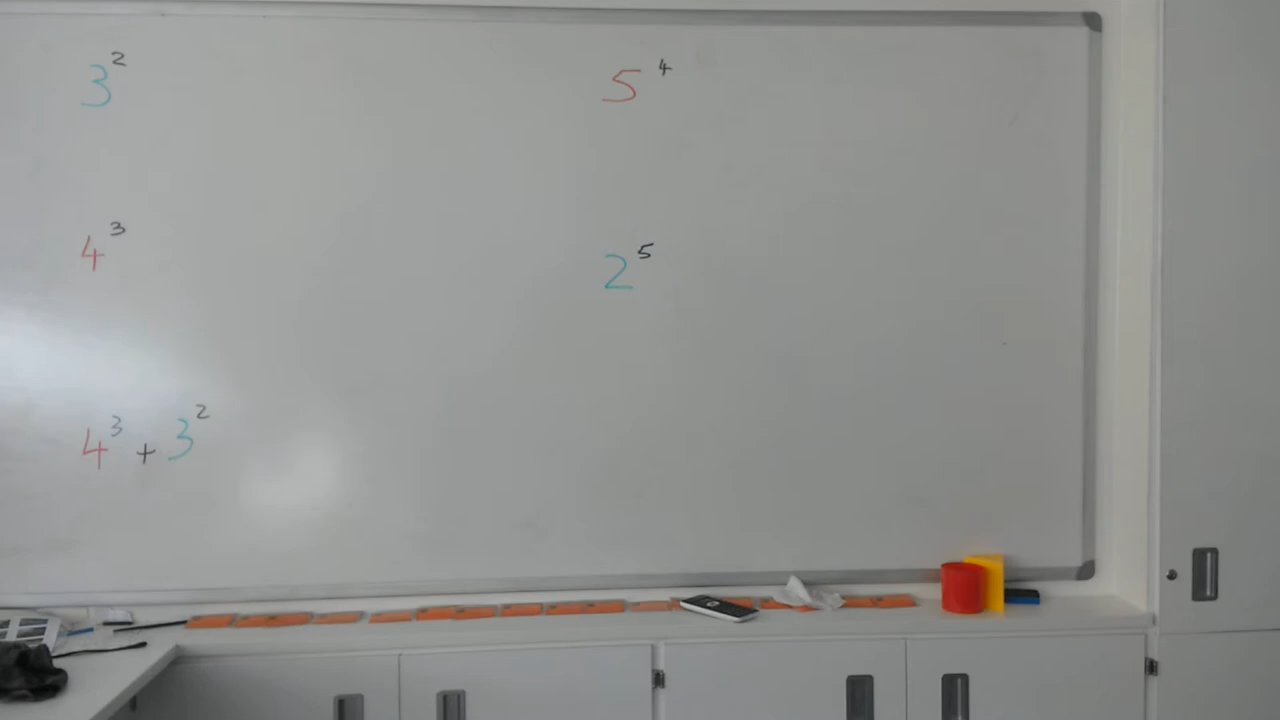 3²
4³
4³ + 3²
5⁴
2⁵